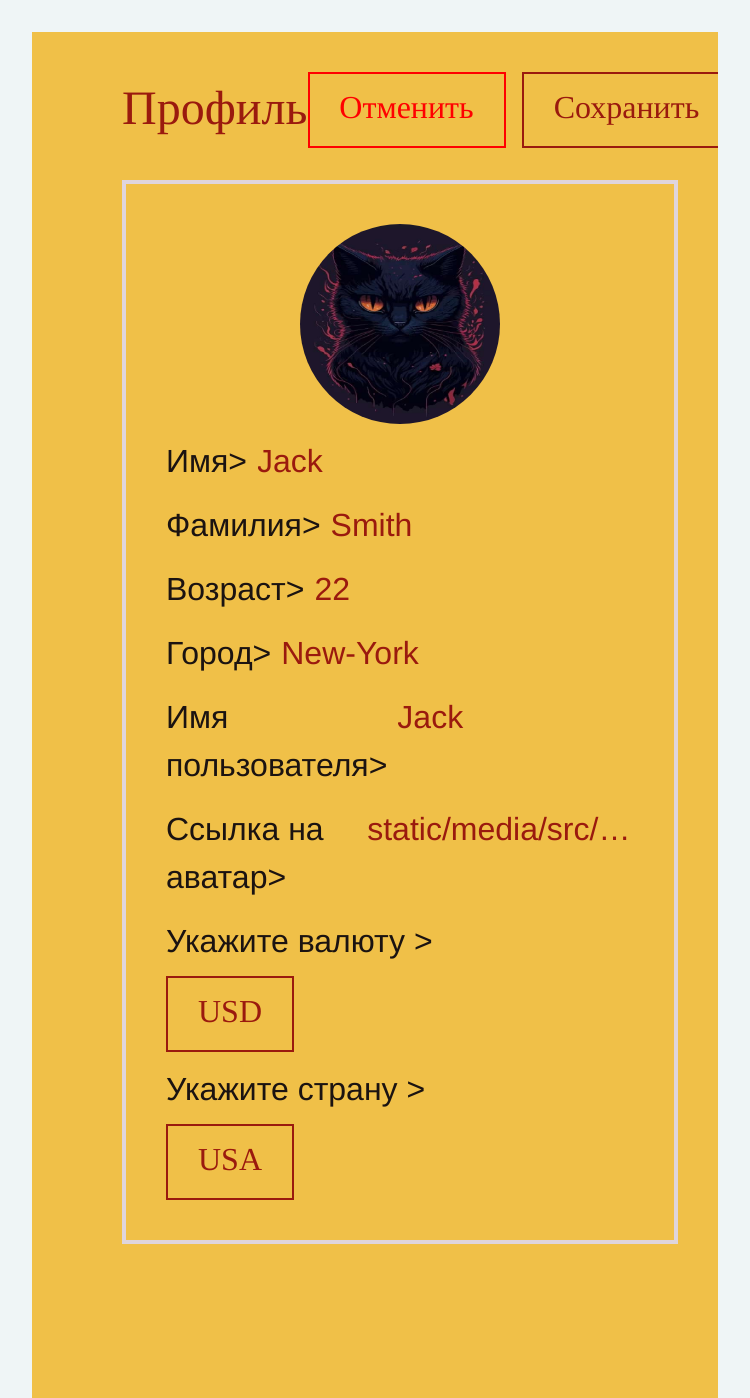 Профиль Отменить Сохранить
Имя> Jack
Фамилия> Smith
Возраст> 22
Город> New-York
Имя Jack
пользователя>
Ссылка на static/media/src/…
аватар>
Укажите валюту >
USD
Укажите страну >
USA